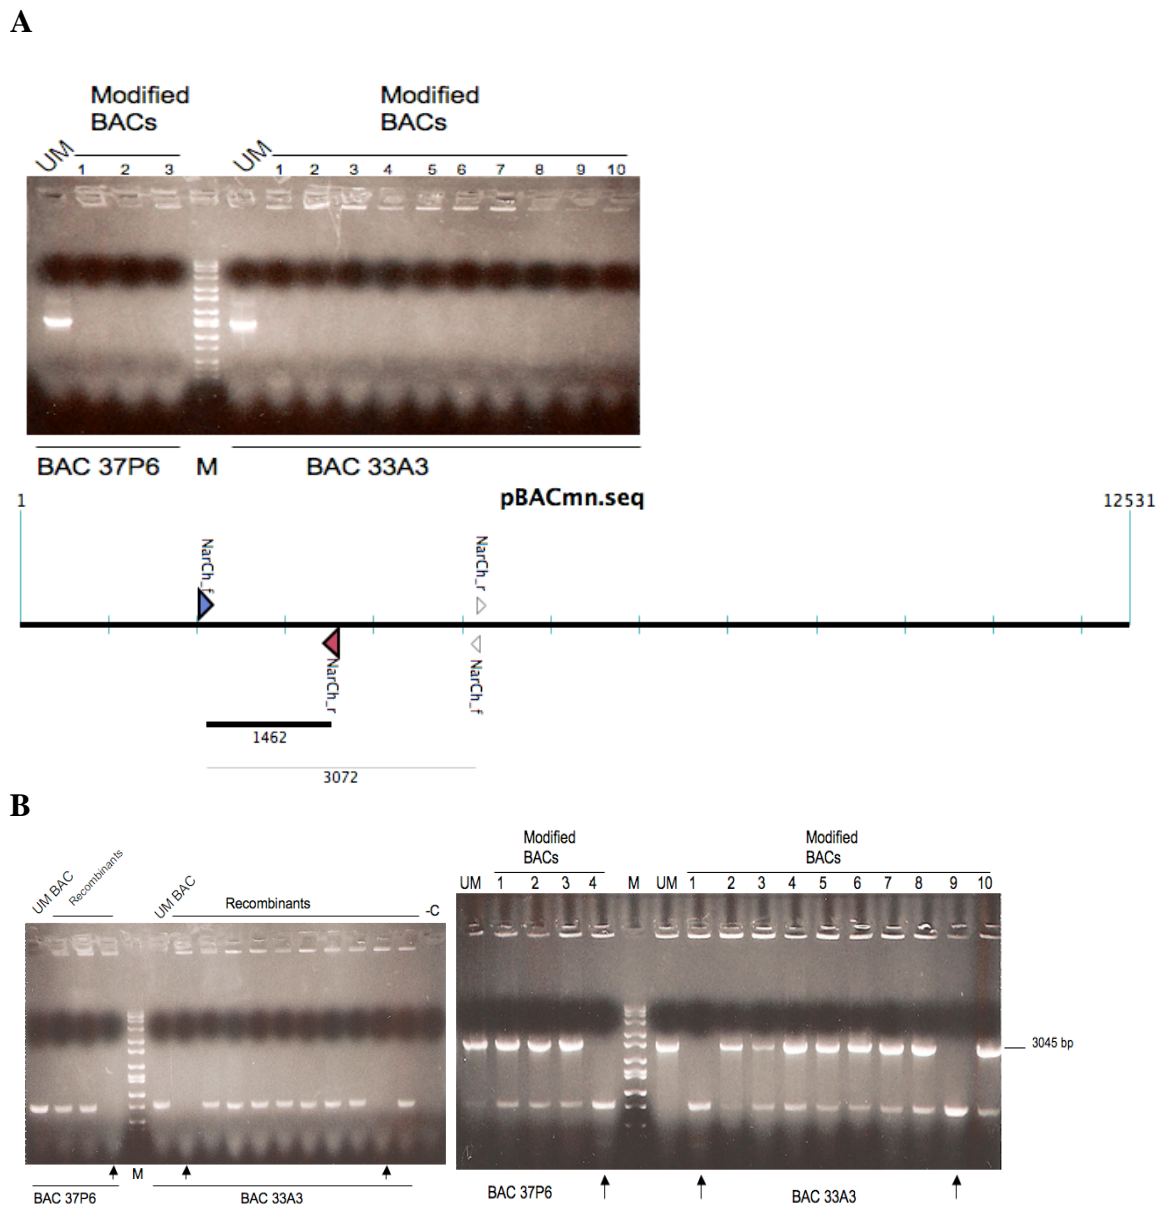 A
Modified
BACs
Modified
BACs
UM
1 2 3
UM
1 2 3 4 5 6 7 8 9 10
BAC 37P6
M
BAC 33A3
pBACmn.seq
1
12531
NarCh_f
NarCh_r
NarCh_r
NarCh_f
1462
3072
B
UM BAC
Recombinants
UM BAC
Recombinants
-C
M
BAC 37P6
BAC 33A3
Modified
BACs
Modified
BACs
UM 1 2 3 4 M UM 1 2 3 4 5 6 7 8 9 10
3045 bp
BAC 37P6
BAC 33A3